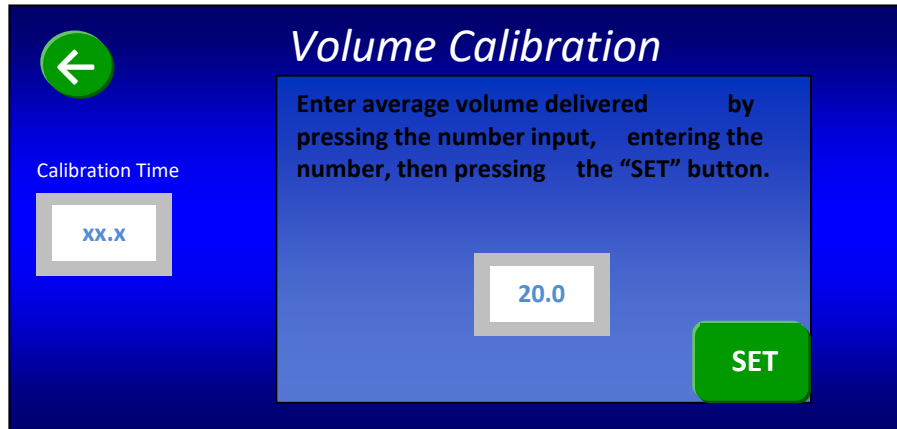 Volume Calibration
Enter average volume delivered by
pressing the number input, entering the
number, then pressing the “SET” button.
Calibration Time
xx.x
20.0
SET